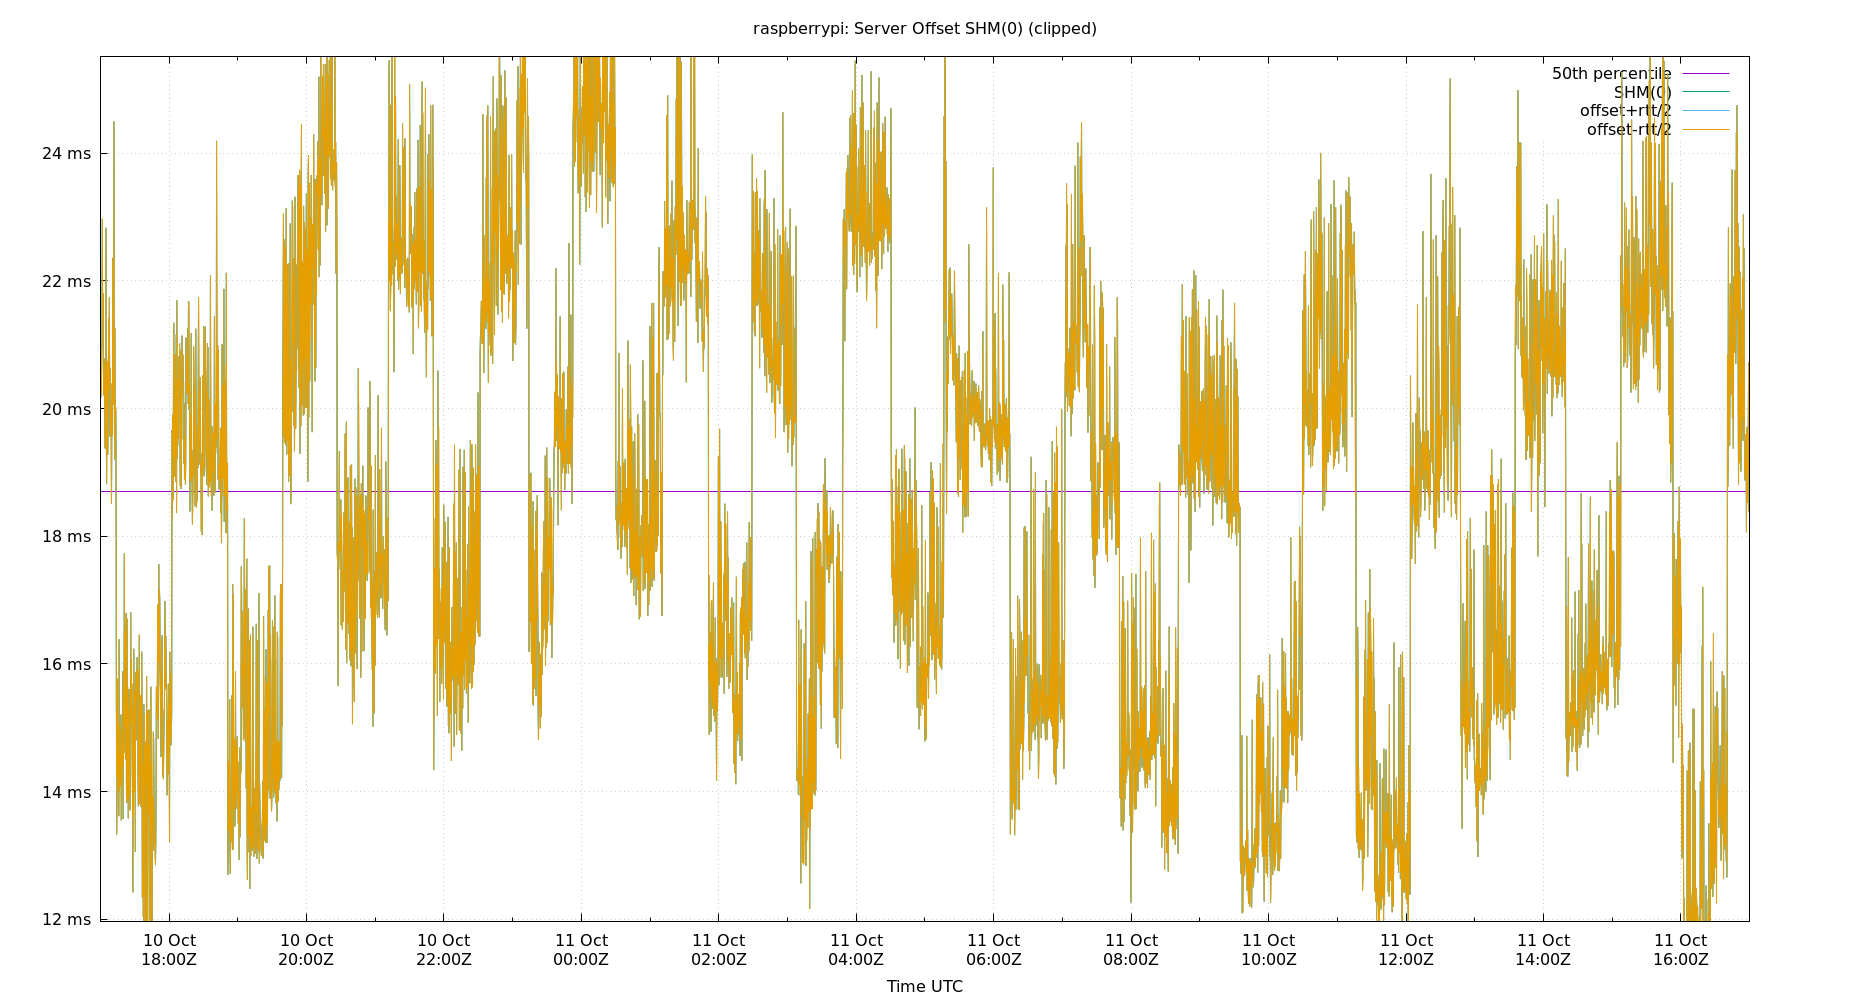 raspberrypi: Server Offset SHM(0) (clipped)
50th percentile
SHM(0)
offset+rtt/2
offset-rtt/2
24 ms
22 ms
20 ms
18 ms
16 ms
14 ms
12 ms
10 Oct 10 Oct 10 Oct 11 Oct 11 Oct 11 Oct 11 Oct 11 Oct 11 Oct 11 Oct 11 Oct 11 Oct
18:00Z 20:00Z 22:00Z 00:00Z 02:00Z 04:00Z 06:00Z 08:00Z 10:00Z 12:00Z 14:00Z 16:00Z
Time UTC